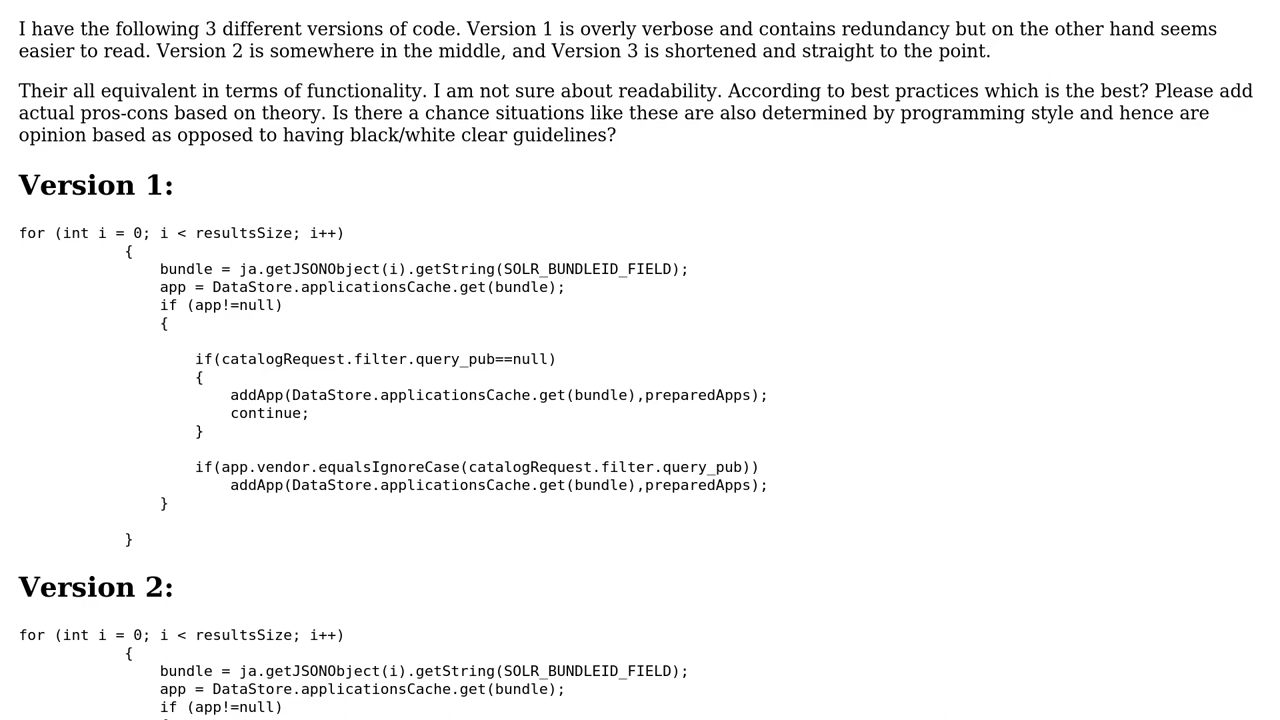 I have the following 3 different versions of code. Version 1 is overly verbose and contains redundancy but on the other hand seems
easier to read. Version 2 is somewhere in the middle, and Version 3 is shortened and straight to the point.
Their all equivalent in terms of functionality. I am not sure about readability. According to best practices which is the best? Please add
actual pros-cons based on theory. Is there a chance situations like these are also determined by programming style and hence are
opinion based as opposed to having black/white clear guidelines?
Version 1:
for (int i = 0; i < resultsSize; i++)
            {
                bundle = ja.getJSONObject(i).getString(SOLR_BUNDLEID_FIELD);
                app = DataStore.applicationsCache.get(bundle);
                if (app!=null)
                {
                    if(catalogRequest.filter.query_pub==null)
                    {
                        addApp(DataStore.applicationsCache.get(bundle),preparedApps);
                        continue;
                    }
                    if(app.vendor.equalsIgnoreCase(catalogRequest.filter.query_pub))
                        addApp(DataStore.applicationsCache.get(bundle),preparedApps);
                }
            }
Version 2:
for (int i = 0; i < resultsSize; i++)
            {
                bundle = ja.getJSONObject(i).getString(SOLR_BUNDLEID_FIELD);
                app = DataStore.applicationsCache.get(bundle);
                if (app!=null)